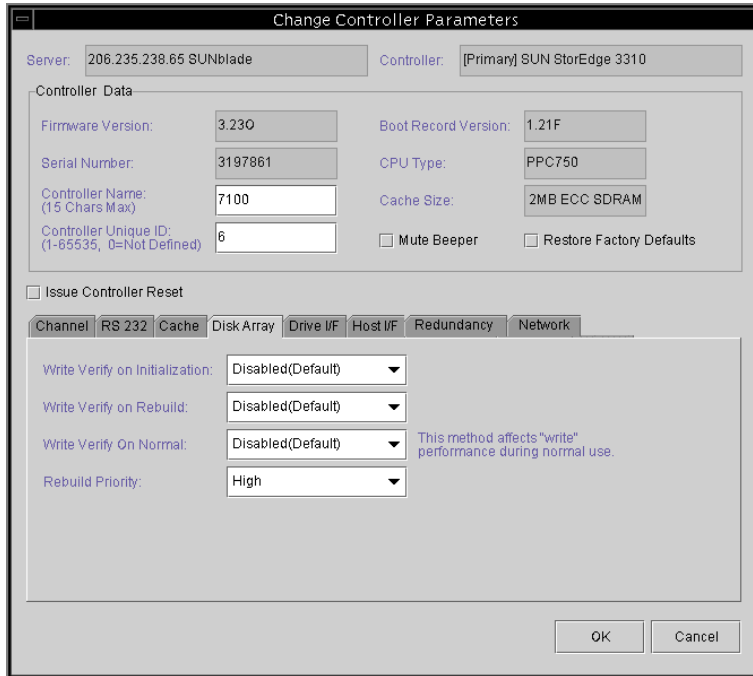 Change Controller Parameters
Server: 206.235.238.65 SUNblade Controller: [Primary] SUN StorEdge 3310
Controller Data
Firmware Version: 3.23Q Boot Record Version: 1.21F
Serial Number: 3197861 CPU Type: PPC750
Controller Name: 7100 Cache Size: 2MB ECC SDRAM
(15 Chars Max)
Controller Unique ID: 6 Mute Beeper Restore Factory Defaults
(1-65535, 0=Not Defined)
Issue Controller Reset
Channel RS 232 Cache Disk Array Drive I/F Host I/F Redundancy Network
Write Verify on Initialization: Disabled(Default)
Write Verify on Rebuild: Disabled(Default)
Write Verify On Normal: Disabled(Default) This method affects "write"
performance during normal use.
Rebuild Priority: High
OK Cancel